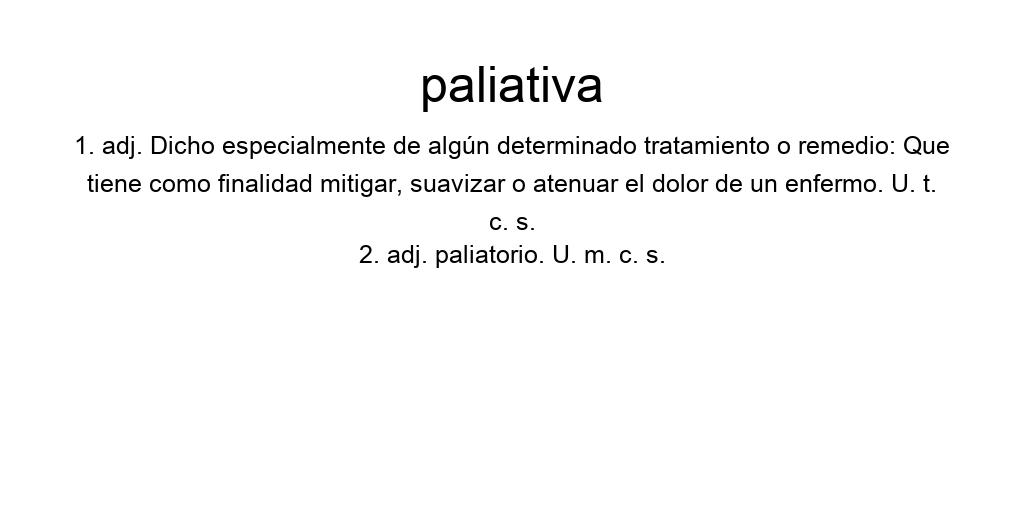 paliativa
1. adj. Dicho especialmente de algún determinado tratamiento o remedio: Que
tiene como finalidad mitigar, suavizar o atenuar el dolor de un enfermo. U. t.
c. s.
2. adj. paliatorio. U. m. c. s.